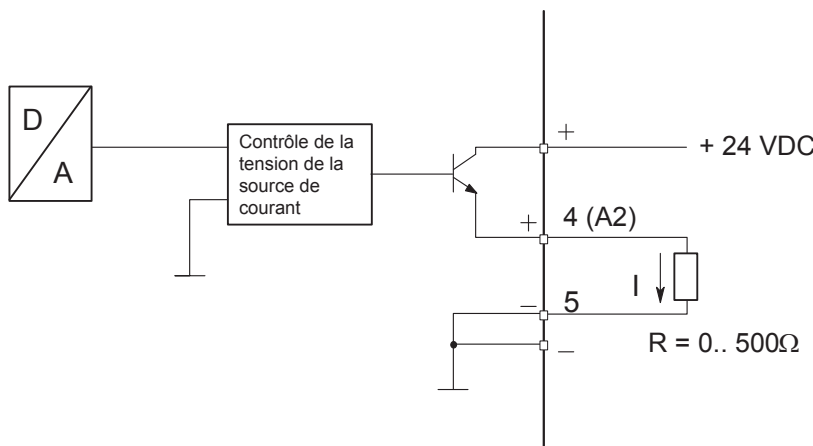 D
A
Contrôle de la
tension de la
source de
courant
+
+ 24 VDC
+
4 (A2)
I
–
5
–
R = 0.. 500Ω